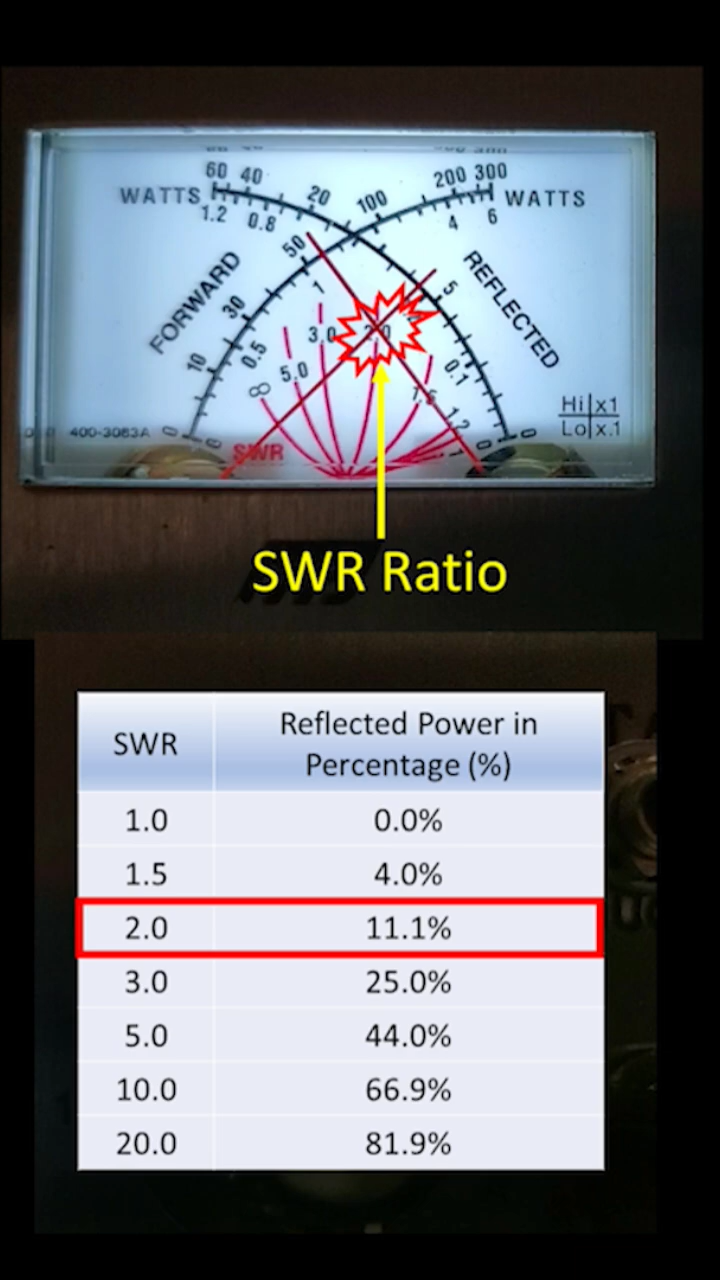 60 40 20 100 200 300
WATTS WATTS
1.2 0.8 4 6
50
FORWARD REFLECTED
1 5
30
3.0 2.0
10 0.5 5.0 0.1
∞ 1.5
Hi x1
1.2
Lo x.1
400-3083A 0 0 0 0
SWR 1
SWR Ratio
SWR Reflected Power in
Percentage (%)
1.0 0.0%
1.5 4.0%
2.0 11.1%
3.0 25.0%
5.0 44.0%
10.0 66.9%
20.0 81.9%